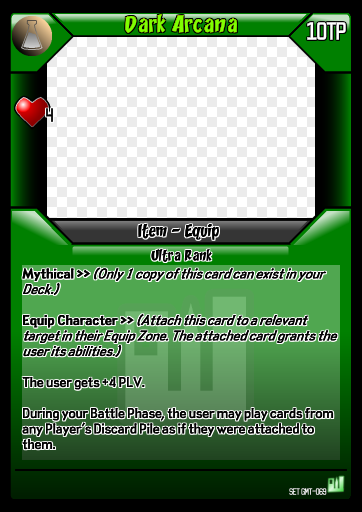 Dark Arcana
10TP
4
Item - Equip
Ultra Rank
Mythical >> (Only 1 copy of this card can exist in your
Deck.)
Equip Character >> (Attach this card to a relevant
target in their Equip Zone. The attached card grants the
user its abilities.)
The user gets +4 PLV.
During your Battle Phase, the user may play cards from
any Player's Discard Pile as if they were attached to
them.
SET GMT-069